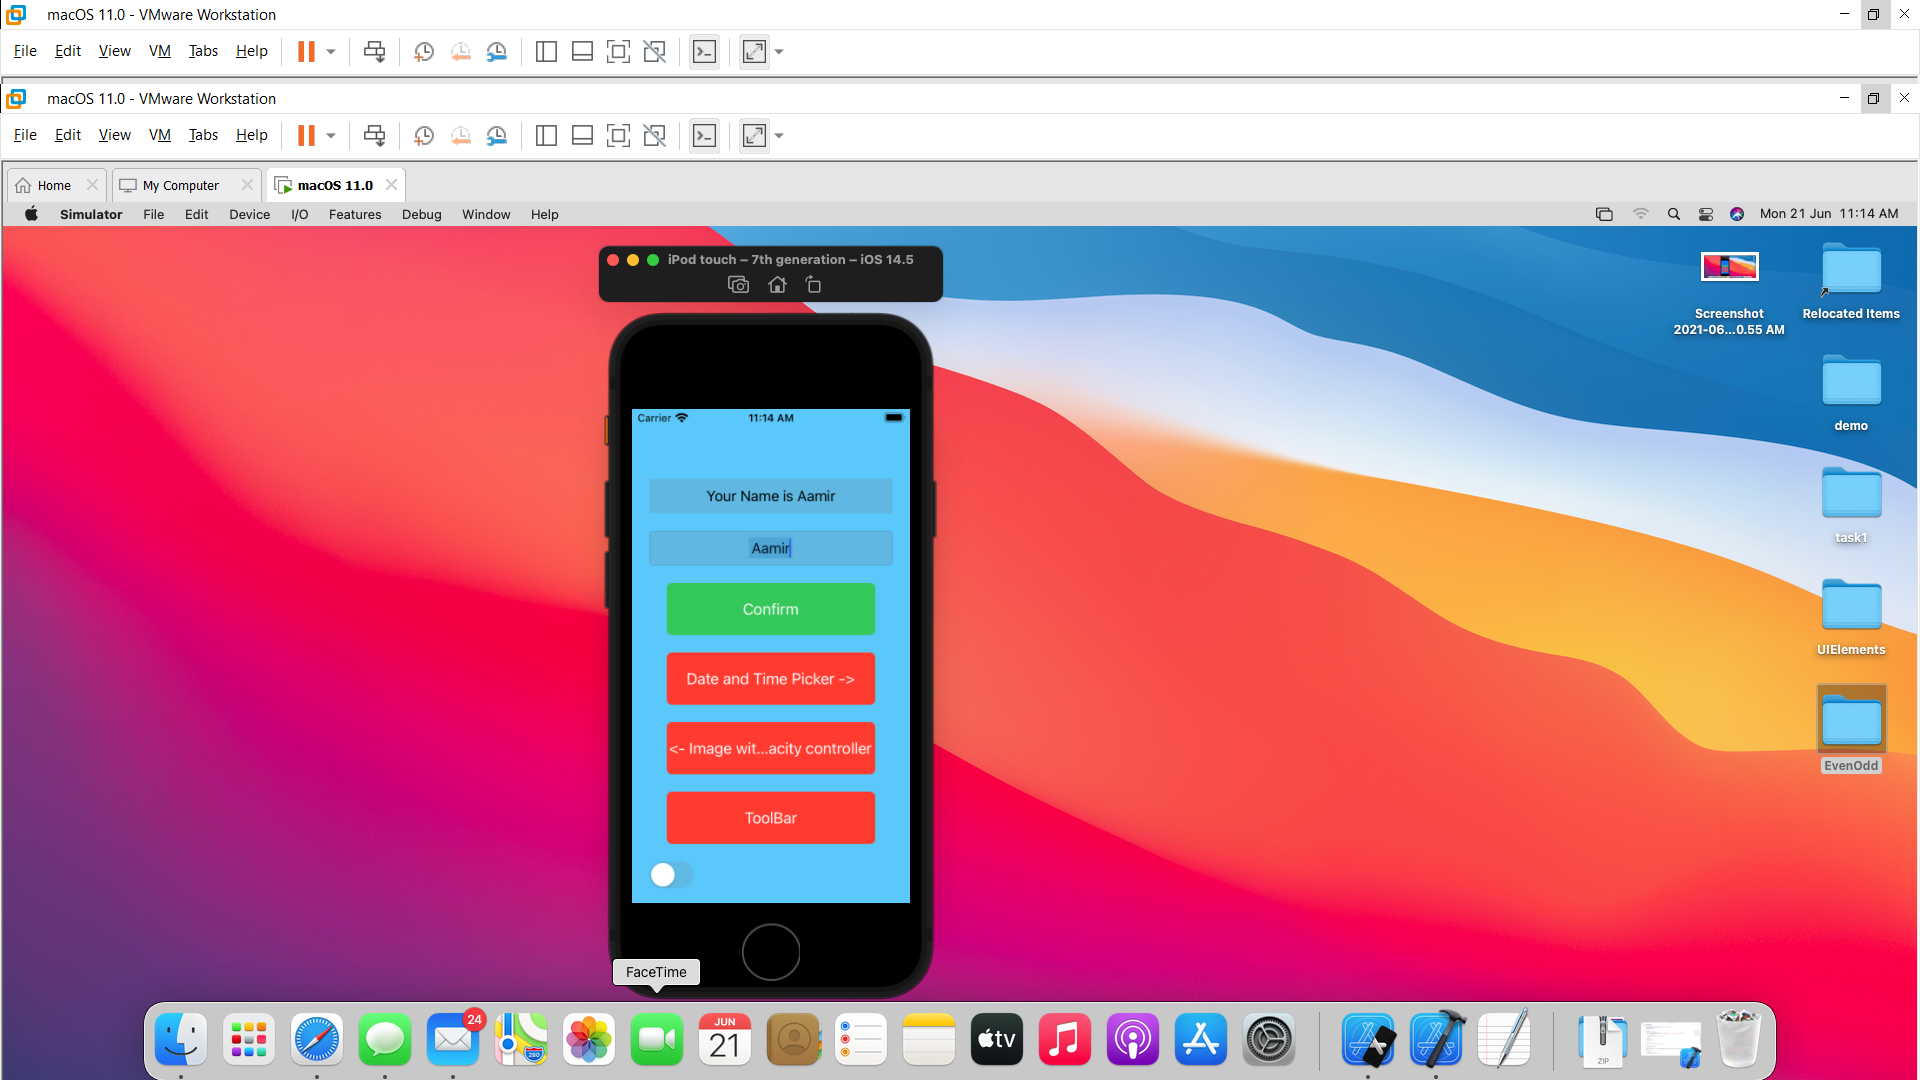 macOS 11.0 - VMware Workstation
File Edit View VM Tabs Help
macOS 11.0 - VMware Workstation
File Edit View VM Tabs Help
Home My Computer macOS 11.0
Simulator File Edit Device I/O Features Debug Window Help Mon 21 Jun 11:14 AM
iPod touch – 7th generation – iOS 14.5
Screenshot
2021-06...0.55 AM
Relocated Items
demo
task1
UIElements
EvenOdd
Carrier 11:14 AM
Your Name is Aamir
Aamir
Confirm
Date and Time Picker ->
<- Image wit...acity controller
ToolBar
FaceTime
24
280
JUN
21
tv
ZIP